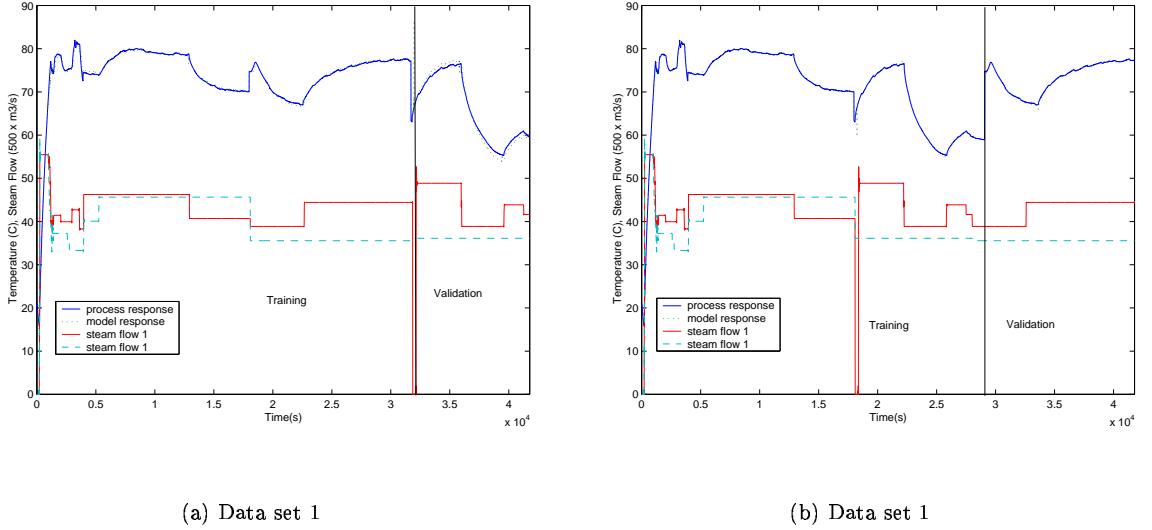 90
80
70
60
50
40
30
20
10
0
Temperature (C), Steam Flow (500 x m3/s)
process response
model response
steam flow 1
steam flow 1
Training
Validation
0 0.5 1 1.5 2 2.5 3 3.5 4
Time(s)
x 10^4
(a) Data set 1
90
80
70
60
50
40
30
20
10
0
Temperature (C), Steam Flow (500 x m3/s)
process response
model response
steam flow 1
steam flow 1
Training
Validation
0 0.5 1 1.5 2 2.5 3 3.5 4
Time(s)
x 10^4
(b) Data set 1